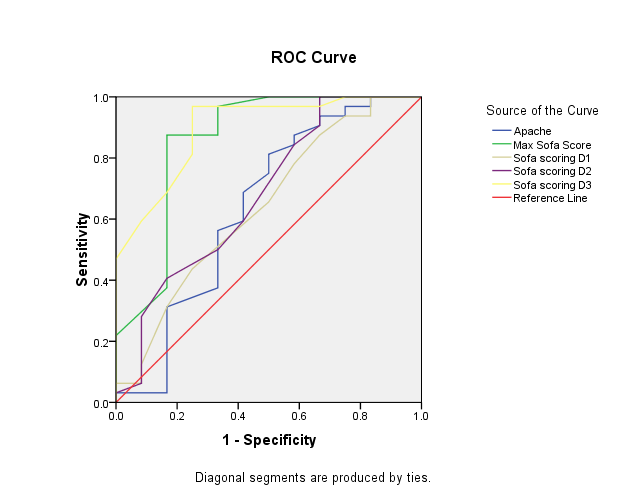 ROC Curve
Source of the Curve
Apache
Max Sofa Score
Sofa scoring D1
Sofa scoring D2
Sofa scoring D3
Reference Line
Sensitivity
1.0
0.8
0.6
0.4
0.2
0.0
0.0 0.2 0.4 0.6 0.8 1.0
1 - Specificity
Diagonal segments are produced by ties.